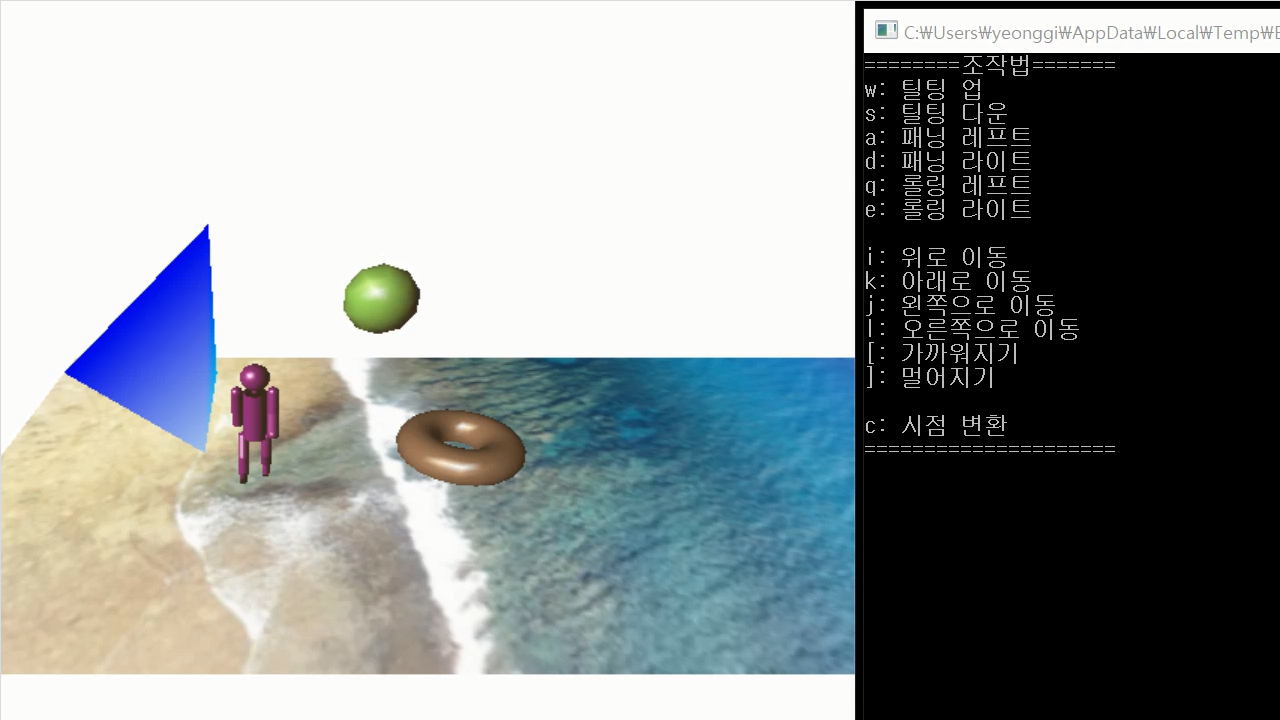 C:₩Users₩yeonggi₩AppData₩Local₩Temp₩
========조작법=======
w: 틸팅 업
s: 틸팅 다운
a: 패닝 레프트
d: 패닝 라이트
q: 롤링 레프트
e: 롤링 라이트
i: 위로 이동
k: 아래로 이동
j: 왼쪽으로 이동
l: 오른쪽으로 이동
[: 가까워지기
]: 멀어지기
c: 시점 변환
=====================